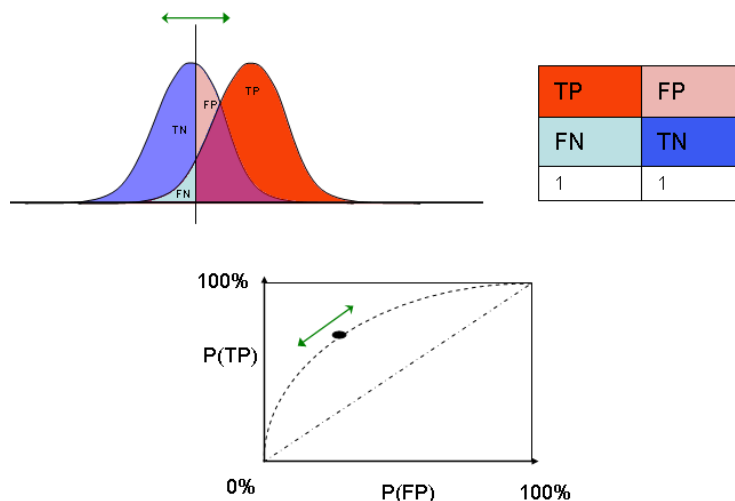 FP
TP
TN
FN
TP FP
FN TN
1 1
100%
P(TP)
0%
P(FP)
100%